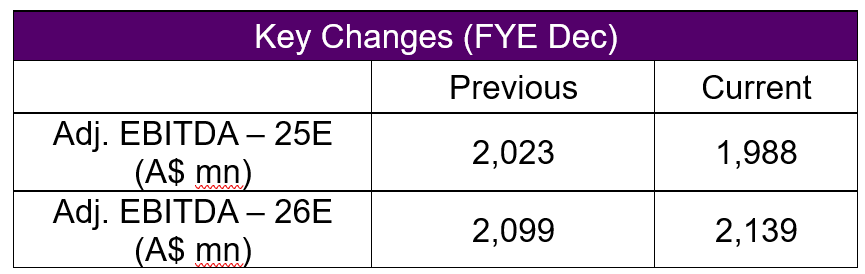 Key Changes (FYE Dec)
Previous Current
Adj. EBITDA – 25E
(A$ mn)
2,023 1,988
Adj. EBITDA – 26E
(A$ mn)
2,099 2,139